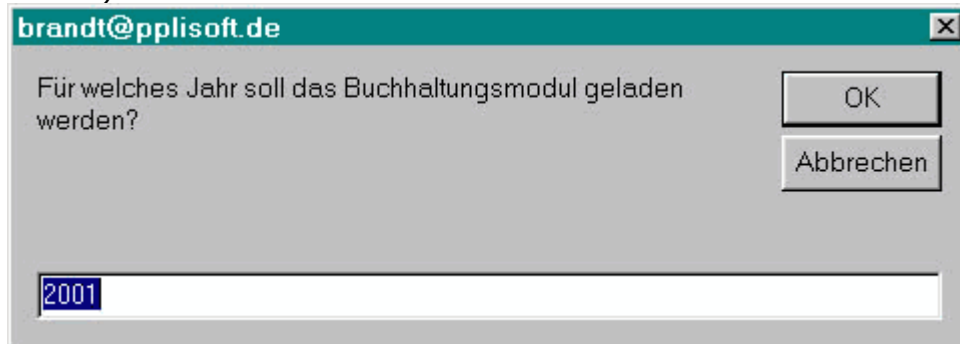 brandt@pplisoft.de
Für welches Jahr soll das Buchhaltungsmodul geladen
werden?
OK
Abbrechen
2001